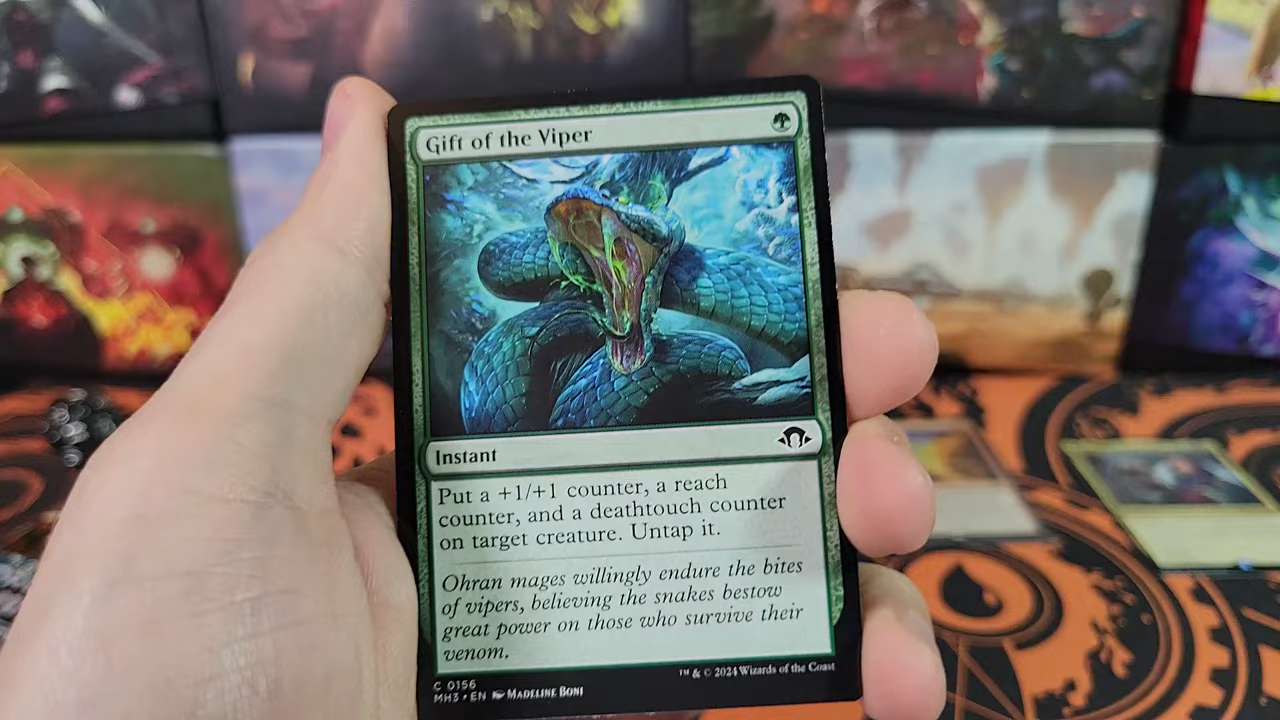 Gift of the Viper
Instant
Put a +1/+1 counter, a reach
counter, and a deathtouch counter
on target creature. Untap it.
Ohran mages willingly endure the bites
of vipers, believing the snakes bestow
great power on those who survive their
venom.
C 0156
MH3 • EN Madeline Boni
™ & © 2024 Wizards of the Coast